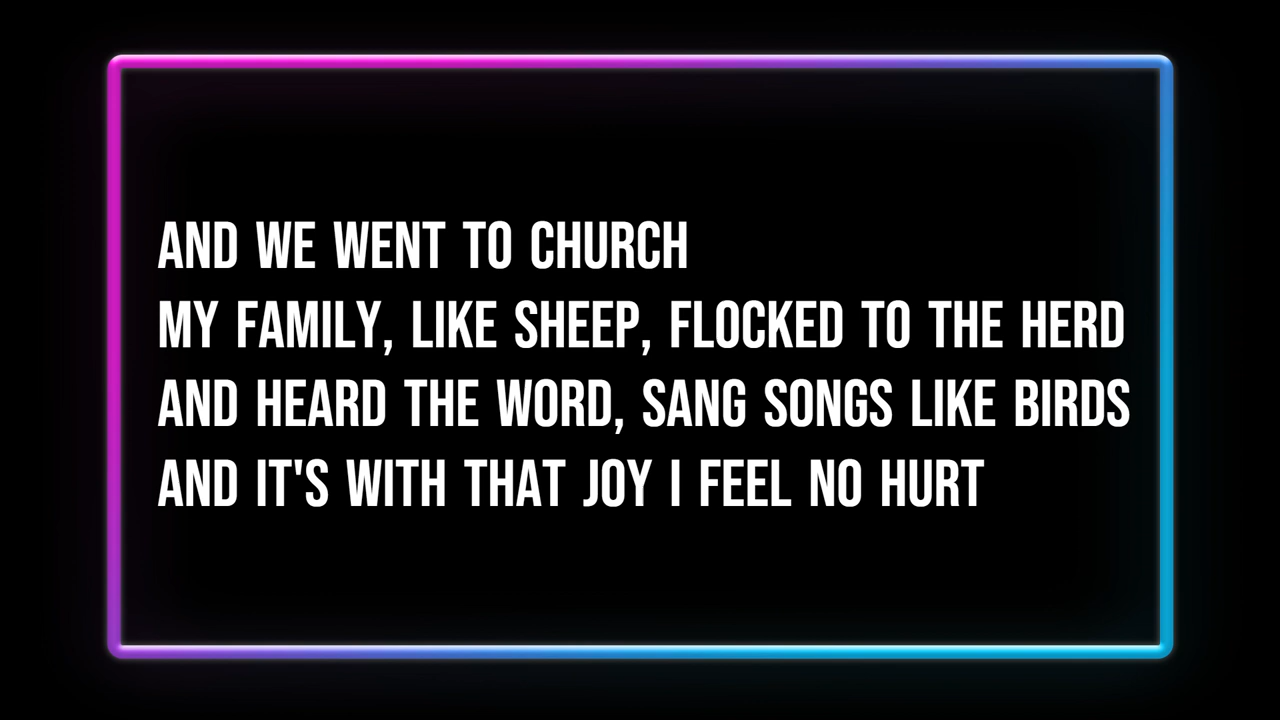 AND WE WENT TO CHURCH
MY FAMILY, LIKE SHEEP, FLOCKED TO THE HERD
AND HEARD THE WORD, SANG SONGS LIKE BIRDS
AND IT'S WITH THAT JOY I FEEL NO HURT